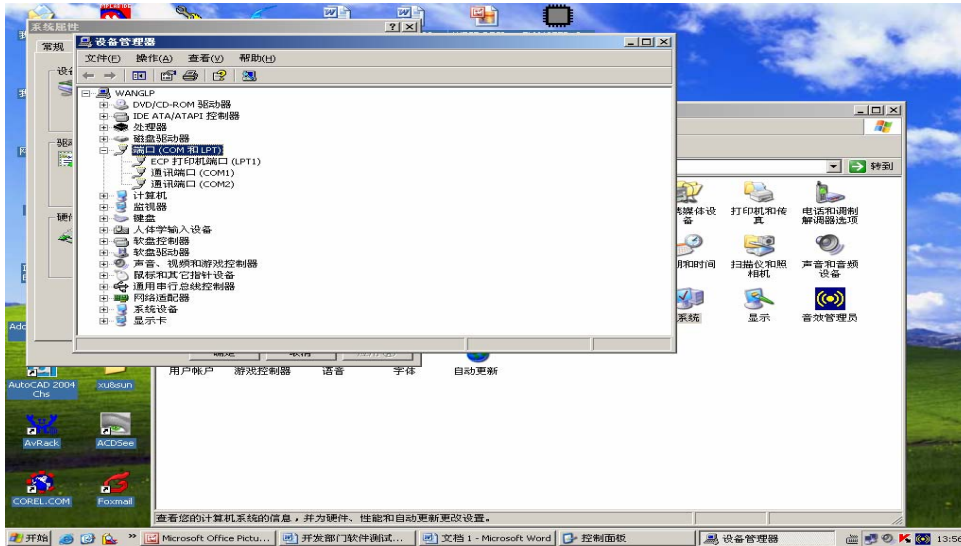 系统属性
常规
设备管理器
文件(F) 操作(A) 查看(V) 帮助(H)
WANGLP
DVD/CD-ROM 驱动器
IDE ATA/ATAPI 控制器
处理器
磁盘驱动器
端口 (COM 和 LPT)
ECP 打印机端口 (LPT1)
通讯端口 (COM1)
通讯端口 (COM2)
计算机
监视器
键盘
人体学输入设备
软盘控制器
软盘驱动器
声音、视频和游戏控制器
鼠标和其它指针设备
通用串行总线控制器
网络适配器
系统设备
显示卡
转到
打印机和传真
电话和调制解调器选项
扫描仪和照相机
声音和音频设备
系统
显示
音效管理员
用户帐户
游戏控制器
语音
字体
自动更新
AutoCAD 2004 Chs
xu8sun
AvRack
ACDSee
COREL.COM
Foxmail
查看您的计算机系统的信息，并为硬件、性能和自动更新更改设置。
开始
Microsoft Office Pictu...
开发部门软件测试...
文档 1 - Microsoft Word
控制面板
设备管理器
13:56